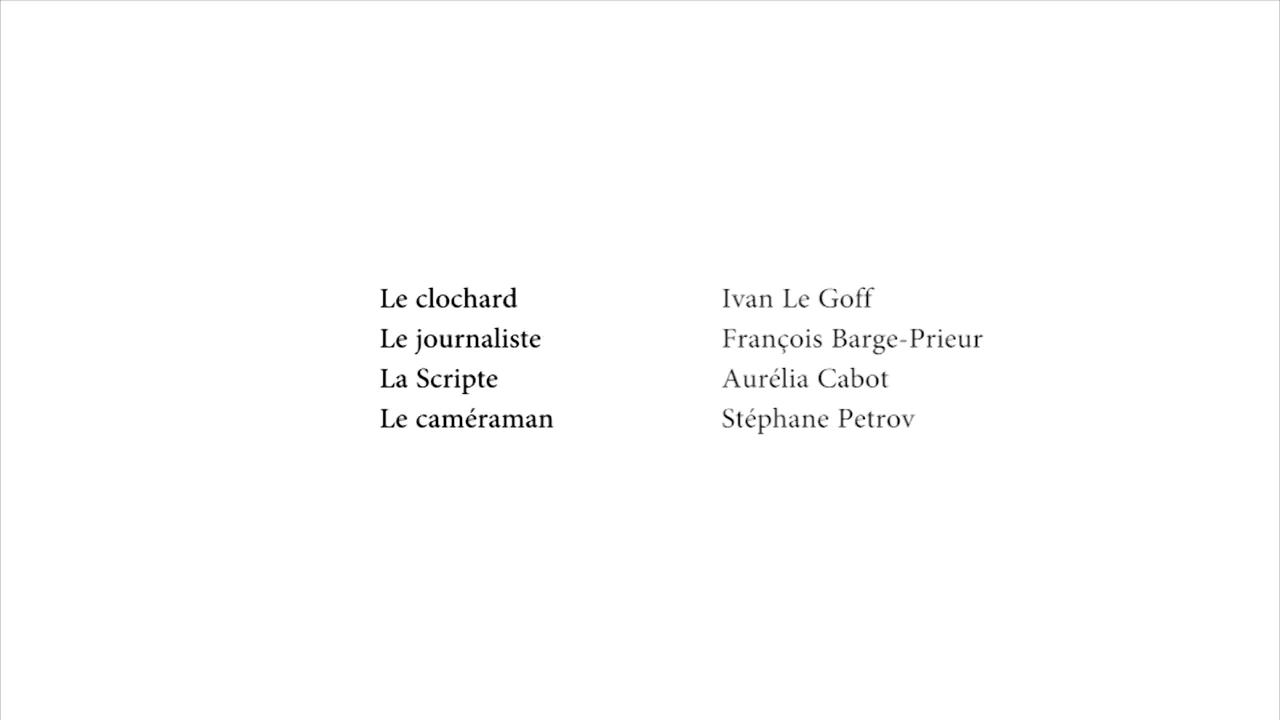 Le clochard Ivan Le Goff
Le journaliste François Barge-Prieur
La Scripte Aurélia Cabot
Le caméraman Stéphane Petrov